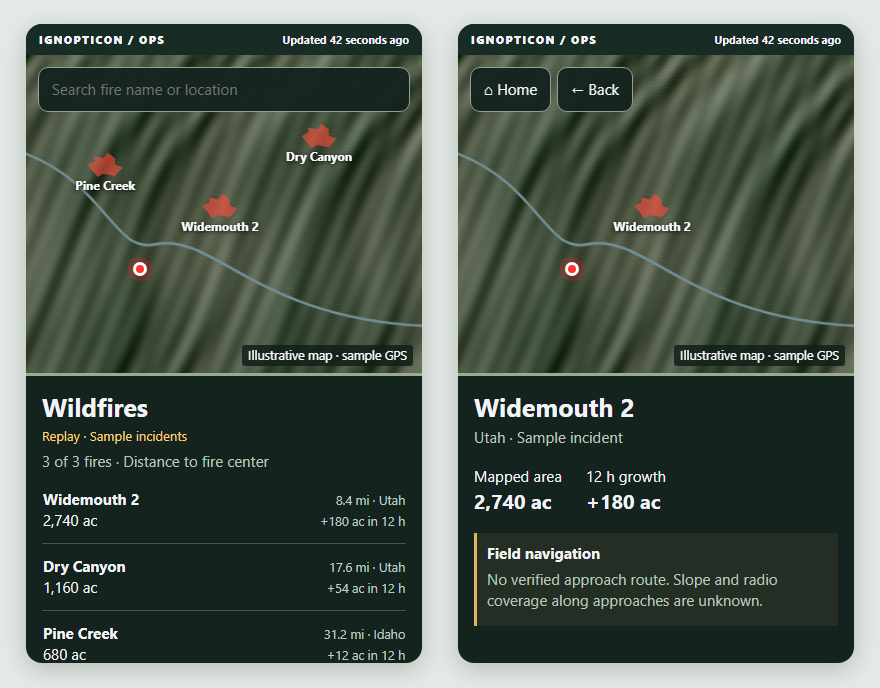 IGNOPTICON / OPS
Updated 42 seconds ago
Search fire name or location
Dry Canyon
Pine Creek
Widemouth 2
Illustrative map · sample GPS
Wildfires
Replay · Sample incidents
3 of 3 fires · Distance to fire center
Widemouth 2
8.4 mi · Utah
2,740 ac
+180 ac in 12 h
Dry Canyon
17.6 mi · Utah
1,160 ac
+54 ac in 12 h
Pine Creek
31.2 mi · Idaho
680 ac
+12 ac in 12 h
IGNOPTICON / OPS
Updated 42 seconds ago
⌂ Home
← Back
Widemouth 2
Illustrative map · sample GPS
Widemouth 2
Utah · Sample incident
Mapped area
12 h growth
2,740 ac
+180 ac
Field navigation
No verified approach route. Slope and radio
coverage along approaches are unknown.